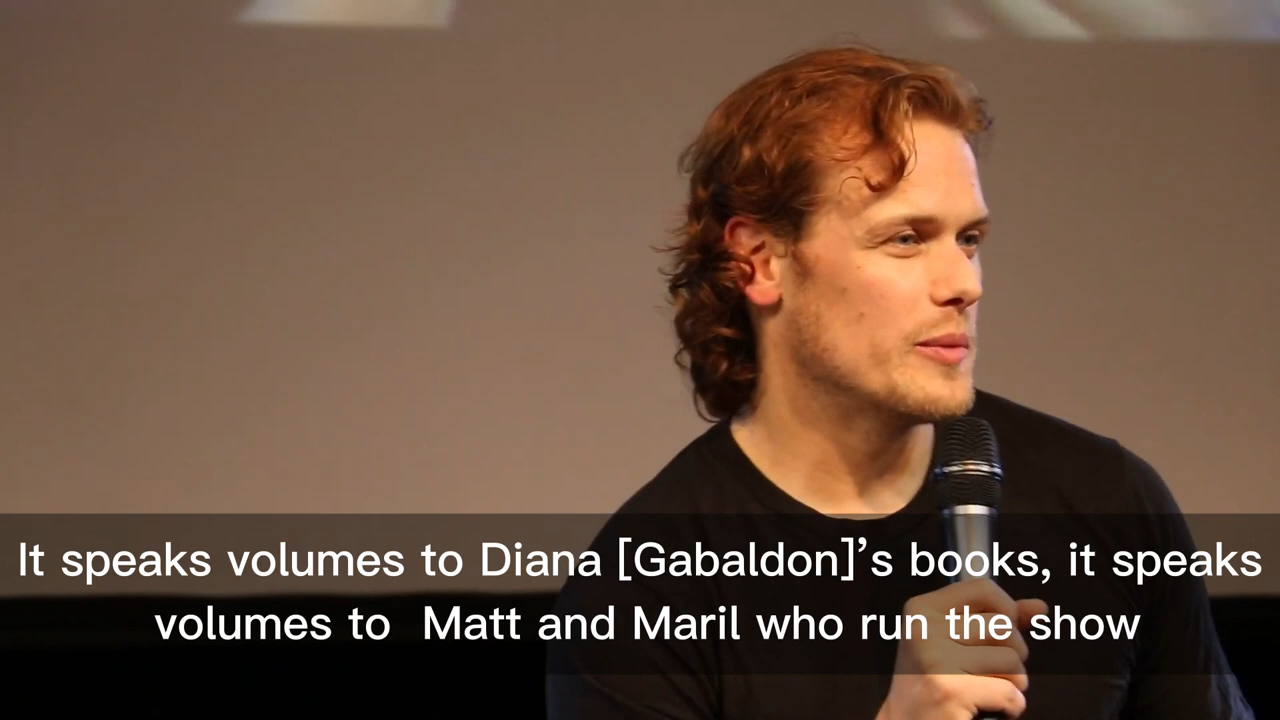 It speaks volumes to Diana [Gabaldon]’s books, it speaks
volumes to  Matt and Maril who run the show